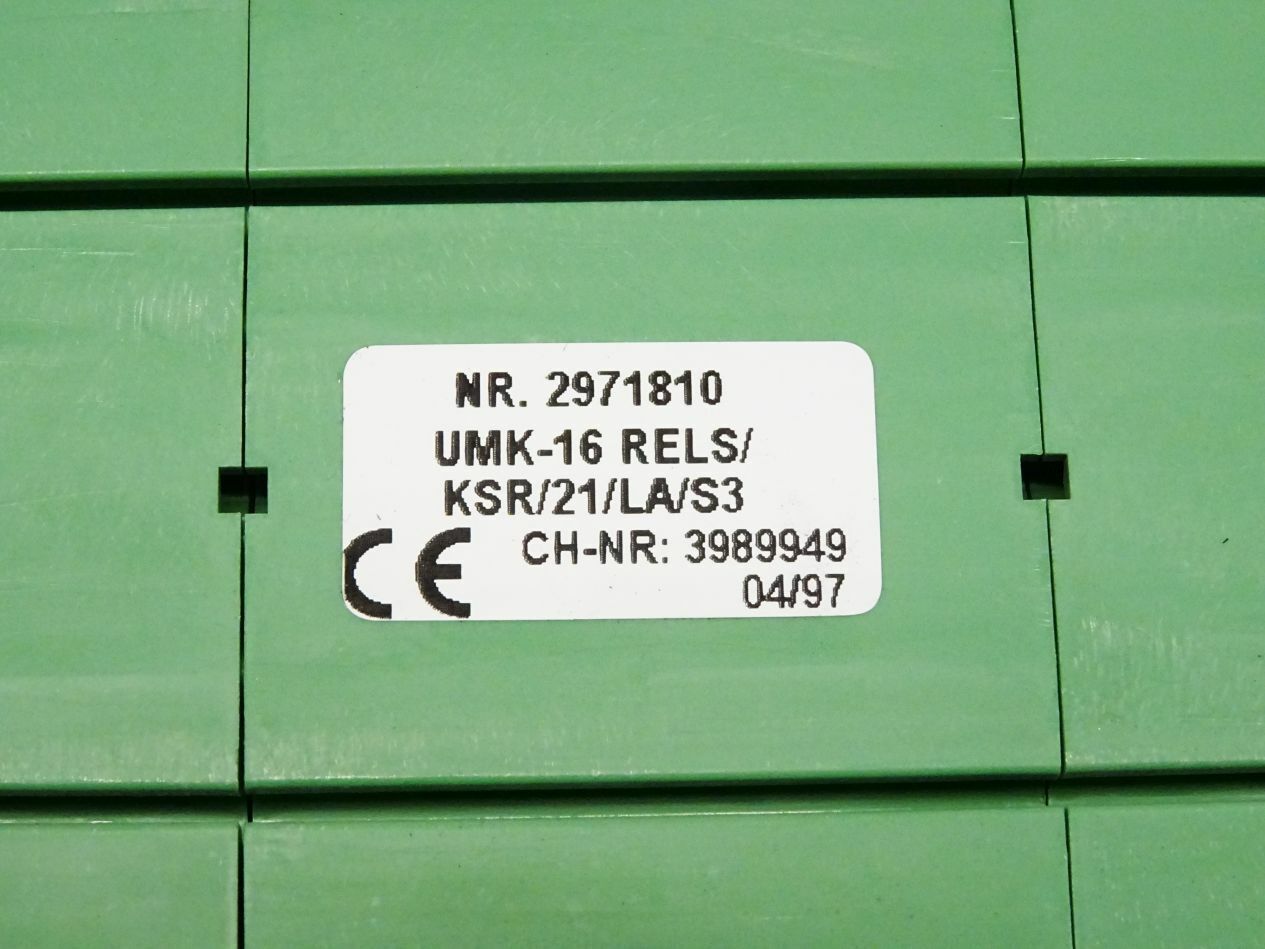 NR. 2971810
UMK-16 RELS/
KSR/21/LA/S3
CE CH-NR: 3989949
04/97